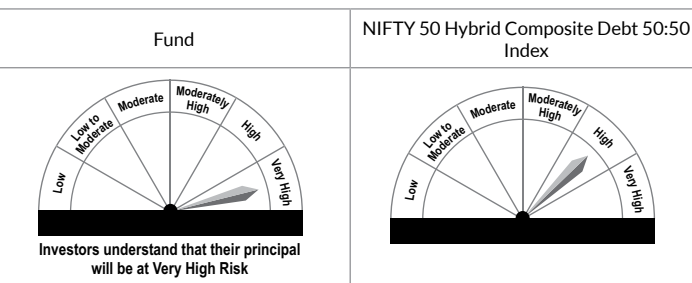 Fund
NIFTY 50 Hybrid Composite Debt 50:50
Index
Low
Low to
Moderate
Moderate
Moderately
High
High
Very High
Investors understand that their principal
will be at Very High Risk
Low
Low to
Moderate
Moderate
Moderately
High
High
Very High